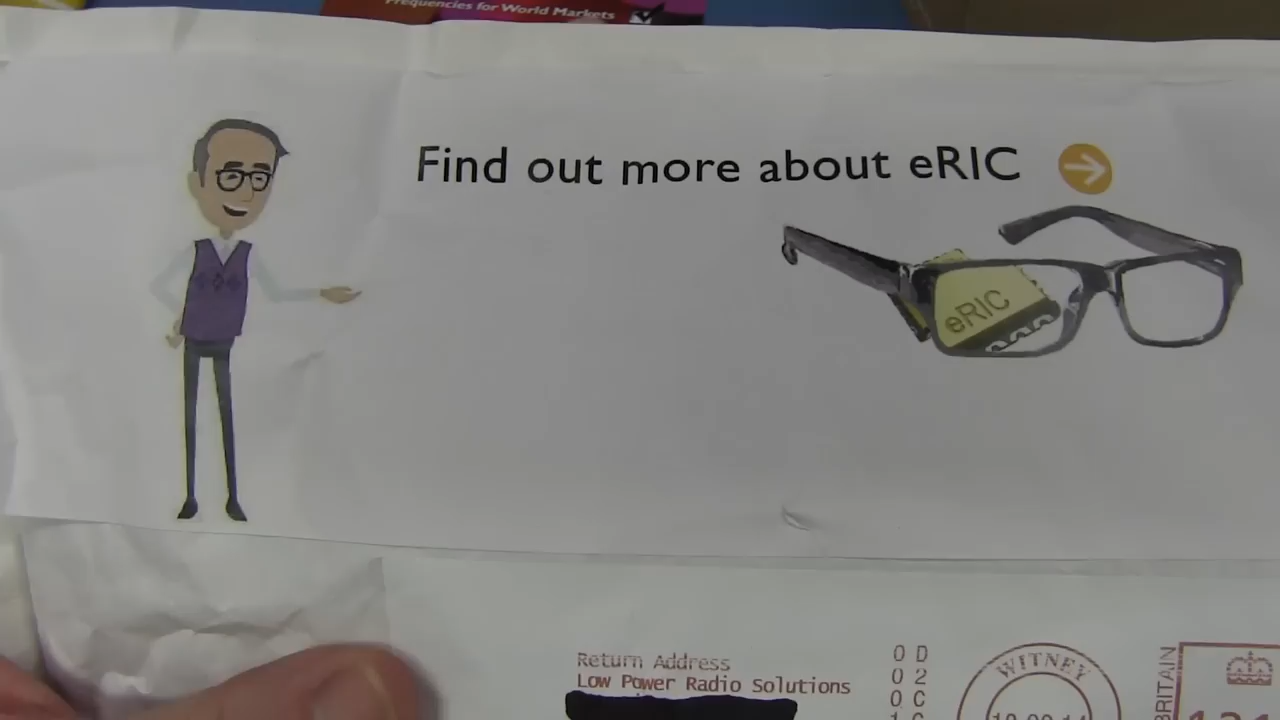 Frequencies for World Markets
Find out more about eRIC
eRIC
Return Address
Low Power Radio Solutions
0 D
0 2
0 C
WITNEY
BRITAIN